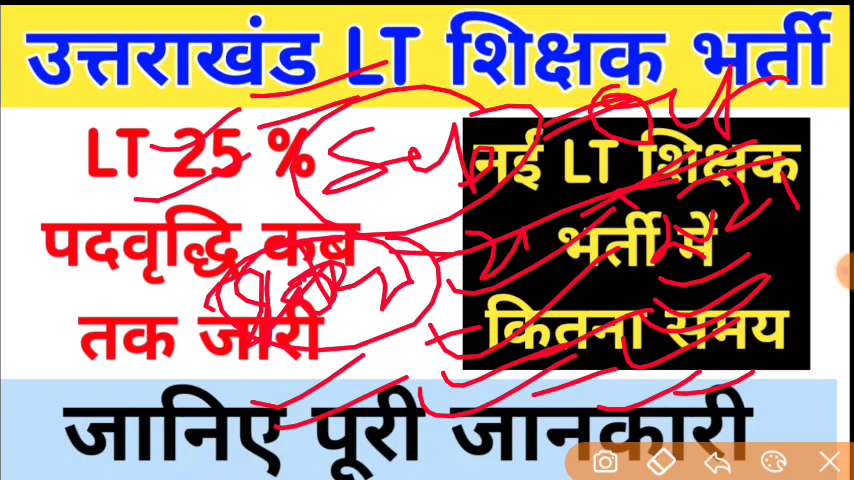 उत्तराखंड LT शिक्षक भर्ती
LT 25 %
पदवृद्धि कब
तक जारी
नई LT शिक्षक
भर्ती में
कितना समय
जानिए पूरी जानकारी